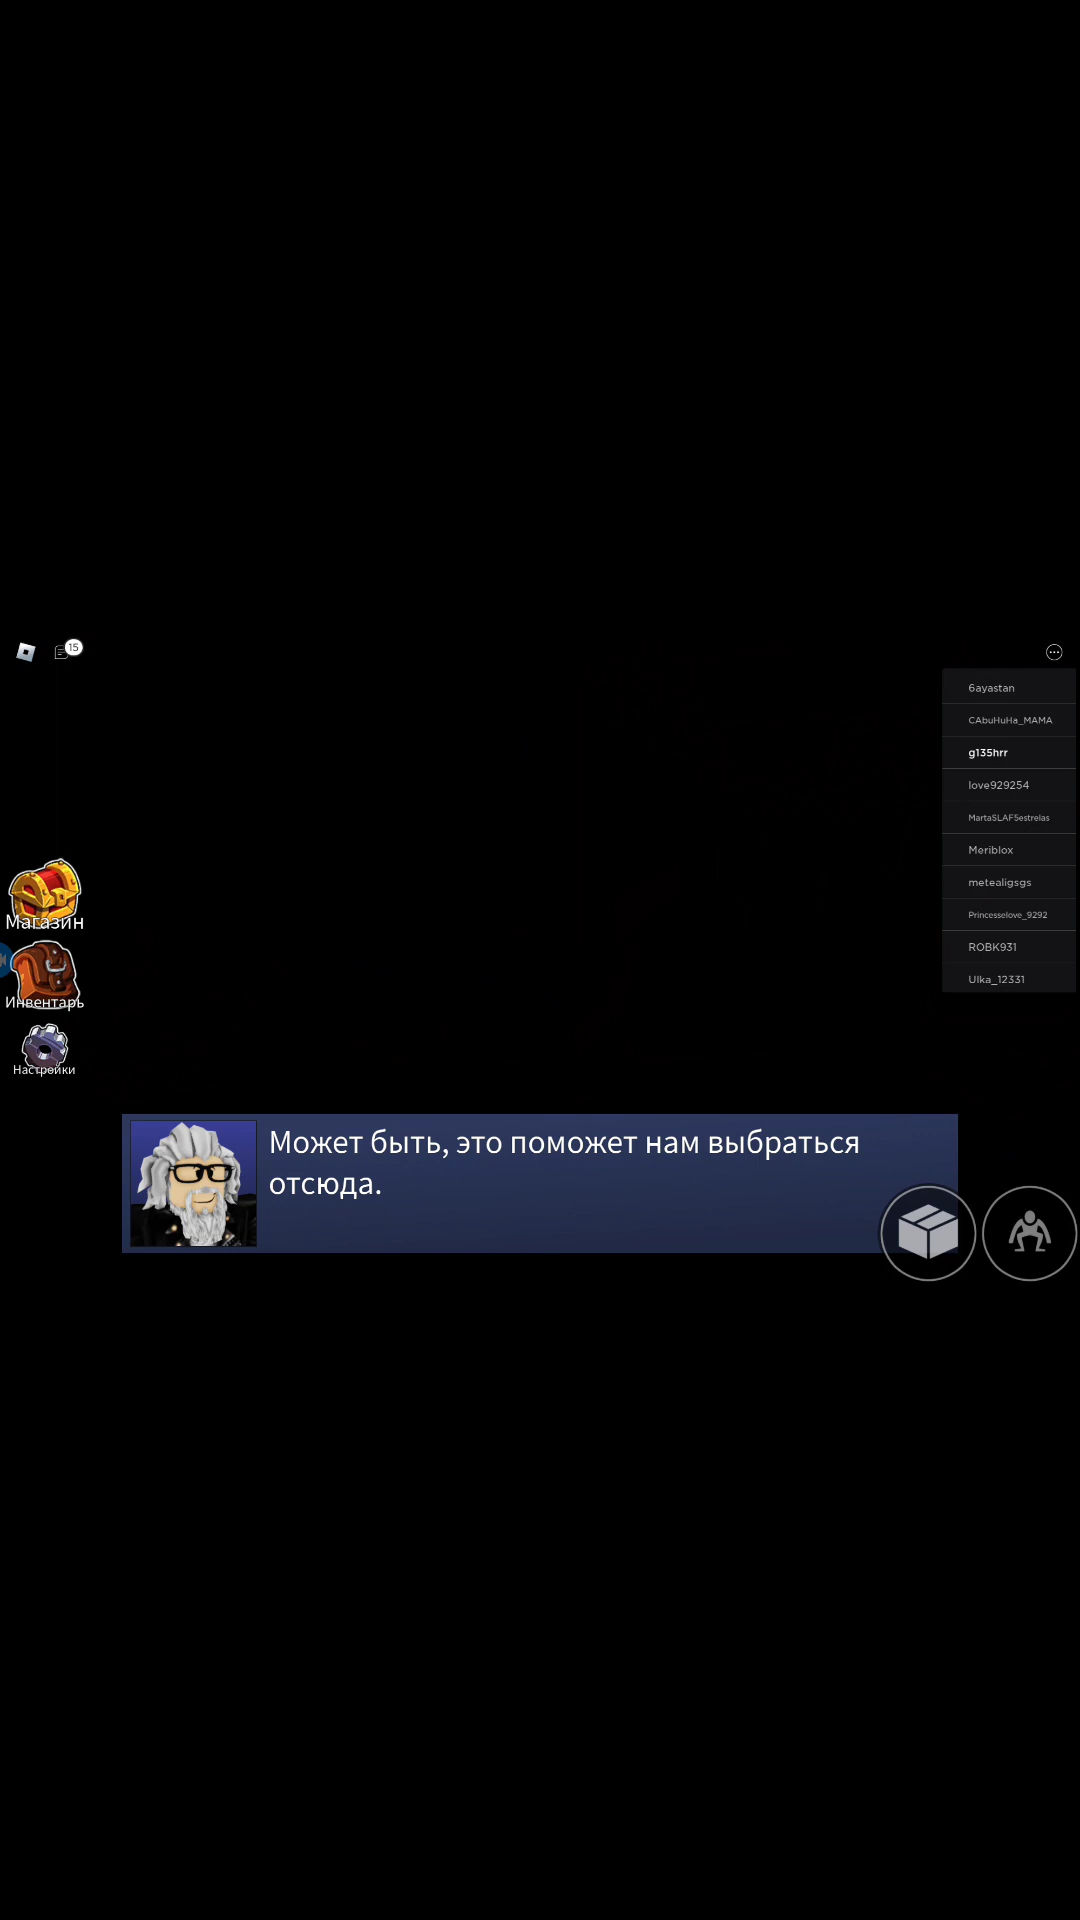 15
6ayastan
CAbuHuHa_MAMA
g135hrr
love929254
MartaSLAF5estrelas
Meriblox
metealigsgs
Princesselove_9292
ROBK931
Ulka_12331
Магазин
Инвентарь
Настройки
Может быть, это поможет нам выбраться
отсюда.